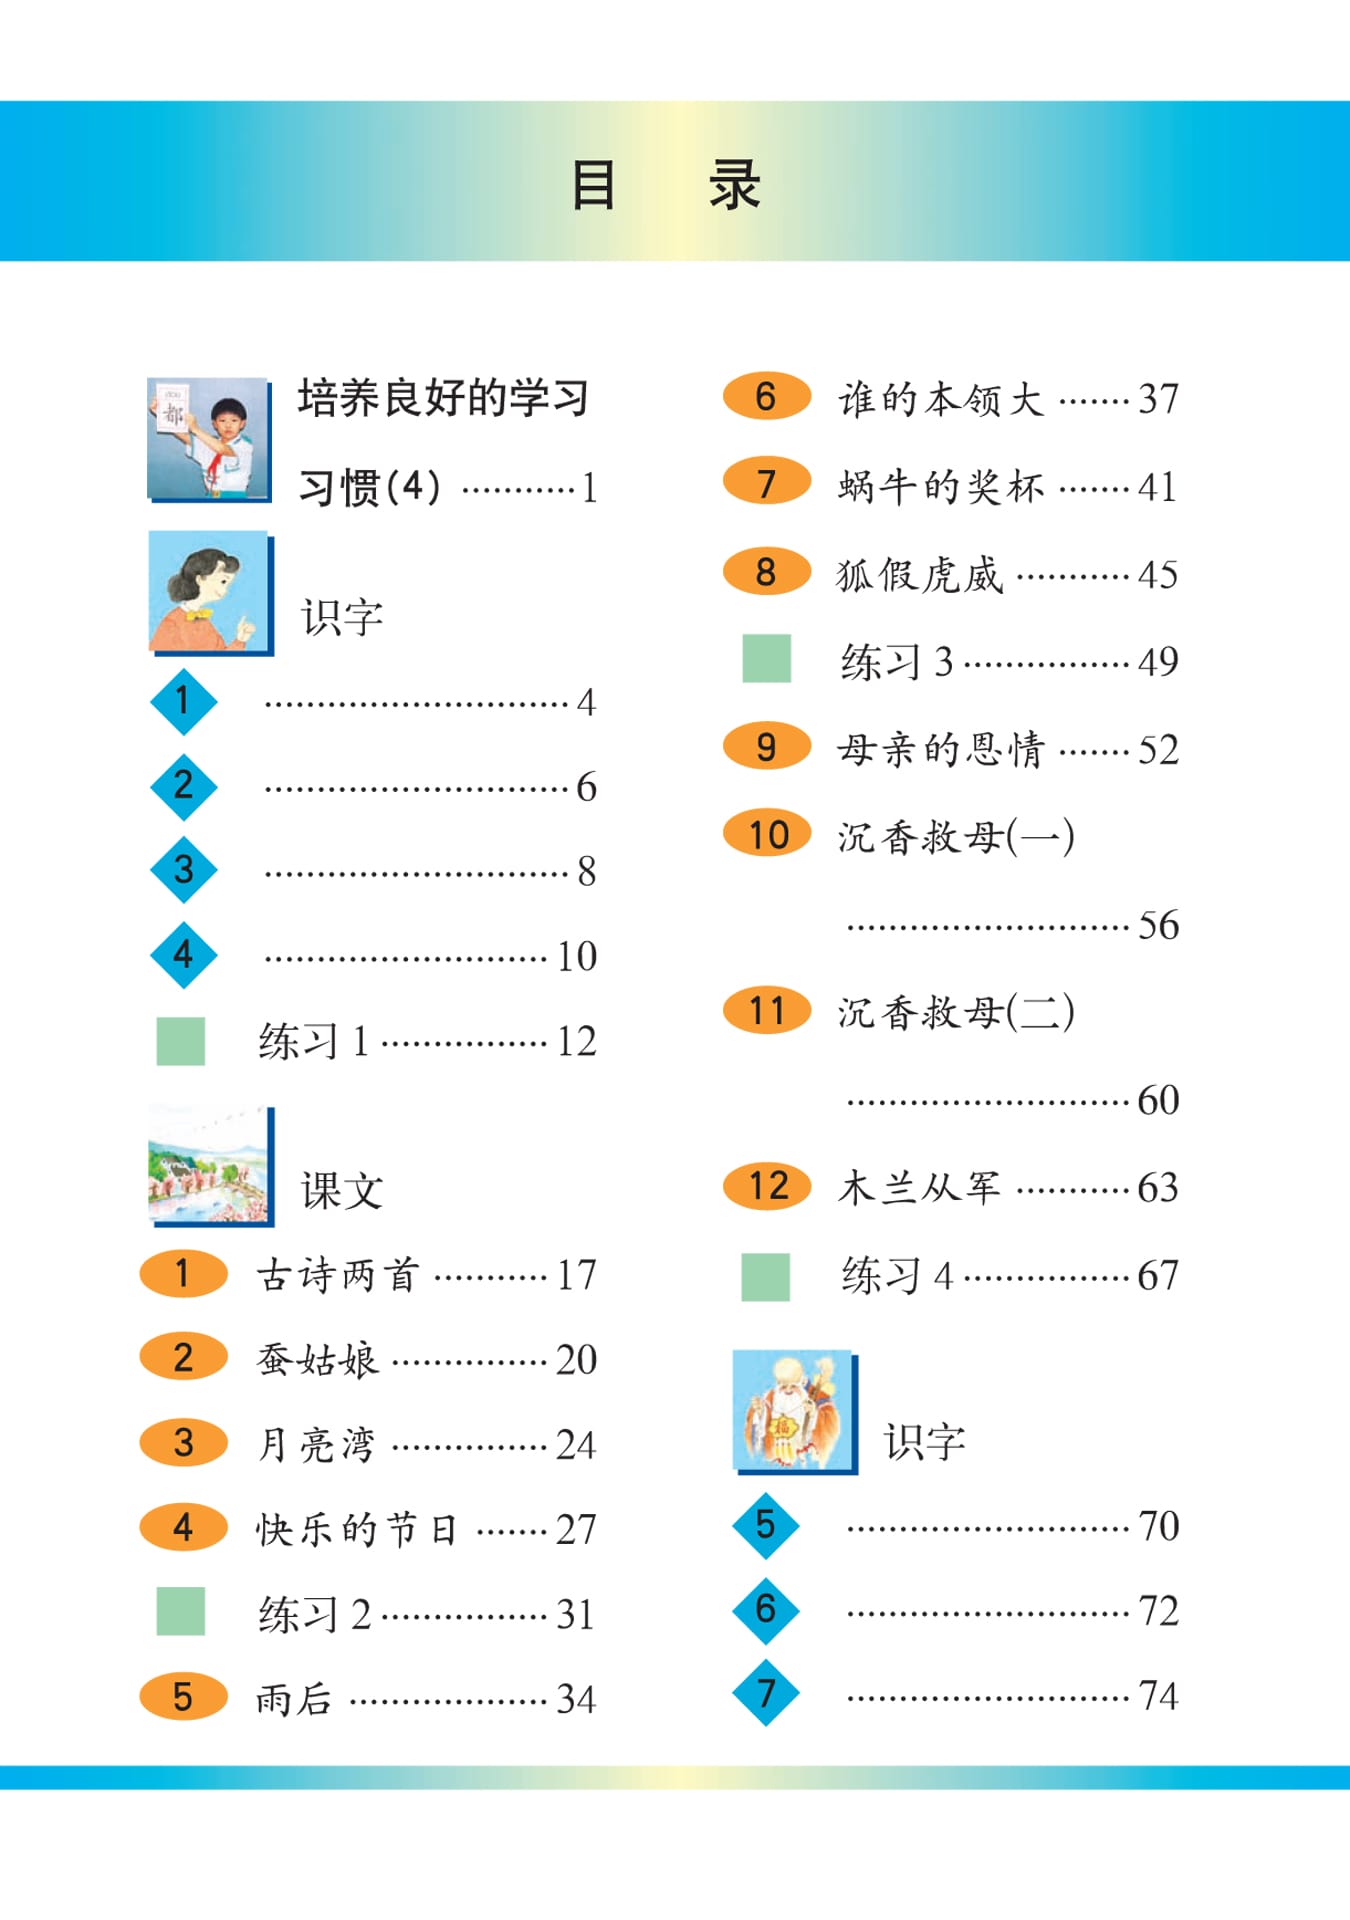 目 录
培养良好的学习
习惯(4) ··········· 1
识字
1 ····························· 4
2 ····························· 6
3 ····························· 8
4 ··························· 10
练习1 ················ 12
课文
1 古诗两首 ··········· 17
2 蚕姑娘 ··············· 20
3 月亮湾 ··············· 24
4 快乐的节日 ······· 27
练习2 ················ 31
5 雨后 ··················· 34
6 谁的本领大 ······· 37
7 蜗牛的奖杯 ······· 41
8 狐假虎威 ··········· 45
练习3 ················ 49
9 母亲的恩情 ······· 52
10 沉香救母(一)
··························· 56
11 沉香救母(二)
··························· 60
12 木兰从军 ··········· 63
练习4 ················ 67
识字
5 ··························· 70
6 ··························· 72
7 ··························· 74
都
福